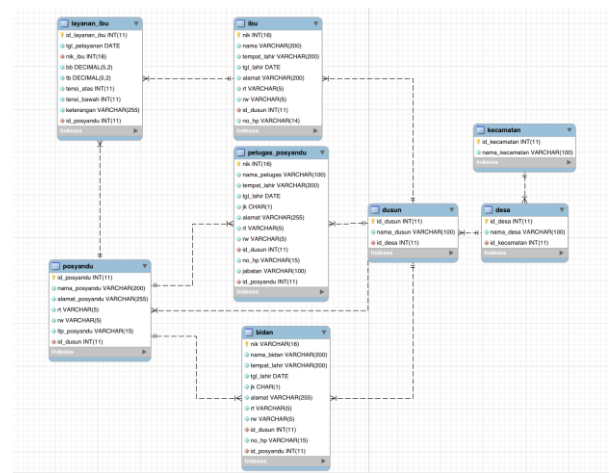 layanan_ibu
id_layanan_ibu INT(11)
tgl_pelayanan DATE
nik_ibu INT(16)
bb DECIMAL(5,2)
tb DECIMAL(5,2)
tensi_atas INT(11)
tensi_bawah INT(11)
keterangan VARCHAR(255)
id_posyandu INT(11)
Indexes
ibu
nik INT(16)
nama VARCHAR(200)
tempat_lahir VARCHAR(200)
tgl_lahir DATE
alamat VARCHAR(200)
rt VARCHAR(5)
rw VARCHAR(5)
id_dusun INT(11)
no_hp VARCHAR(14)
Indexes
petugas_posyandu
nik INT(16)
nama_petugas VARCHAR(100)
tempat_lahir VARCHAR(200)
tgl_lahir DATE
jk CHAR(1)
alamat VARCHAR(255)
rt VARCHAR(5)
rw VARCHAR(5)
id_dusun INT(11)
no_hp VARCHAR(15)
jabatan VARCHAR(100)
id_posyandu INT(11)
Indexes
kecamatan
id_kecamatan INT(11)
nama_kecamatan VARCHAR(100)
Indexes
dusun
id_dusun INT(11)
nama_dusun VARCHAR(100)
id_desa INT(11)
Indexes
desa
id_desa INT(11)
nama_desa VARCHAR(100)
id_kecamatan INT(11)
Indexes
posyandu
id_posyandu INT(11)
nama_posyandu VARCHAR(200)
alamat_posyandu VARCHAR(255)
rt VARCHAR(5)
rw VARCHAR(5)
tlp_posyandu VARCHAR(15)
id_dusun INT(11)
Indexes
bidan
nik VARCHAR(16)
nama_bidan VARCHAR(200)
tempat_lahir VARCHAR(200)
tgl_lahir DATE
jk CHAR(1)
alamat VARCHAR(255)
rt VARCHAR(5)
rw VARCHAR(5)
id_dusun INT(11)
no_hp VARCHAR(15)
id_posyandu INT(11)
Indexes